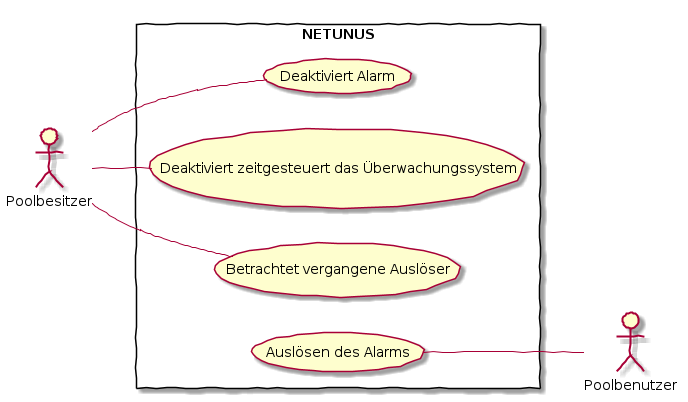 NETUNUS
Deaktiviert Alarm
Deaktiviert zeitgesteuert das Überwachungssystem
Poolbesitzer
Betrachtet vergangene Auslöser
Auslösen des Alarms
Poolbenutzer